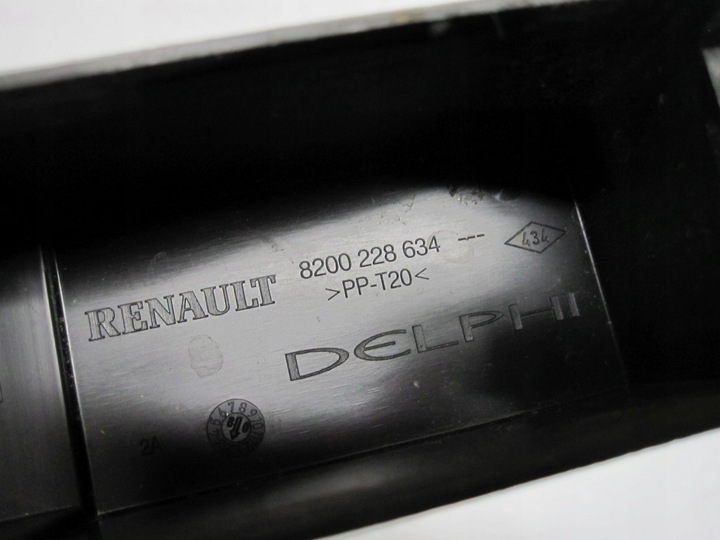 RENAULT 8200 228 634 --- 434
>PP-T20<
DELPHI
2A